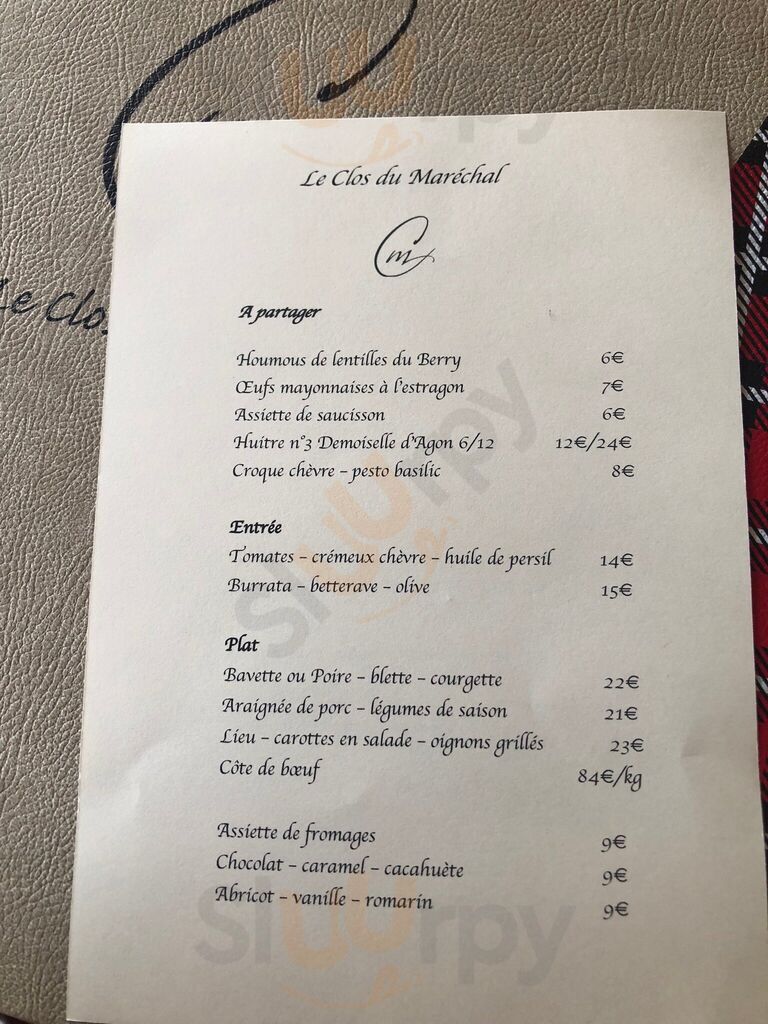 Le Clos
Le Clos du Maréchal
Cm
A partager
Houmous de lentilles du Berry 6€
Œufs mayonnaises à l'estragon 7€
Assiette de saucisson 6€
Huitre n°3 Demoiselle d'Agon 6/12 12€/24€
Croque chèvre – pesto basilic 8€
Entrée
Tomates – crémeux chèvre – huile de persil 14€
Burrata – betterave – olive 15€
Plat
Bavette ou Poire – blette – courgette 22€
Araignée de porc – légumes de saison 21€
Lieu – carottes en salade – oignons grillés 23€
Côte de bœuf 84€/kg
Assiette de fromages 9€
Chocolat – caramel – cacahuète 9€
Abricot – vanille – romarin 9€
Sluurpy
Sluurpy